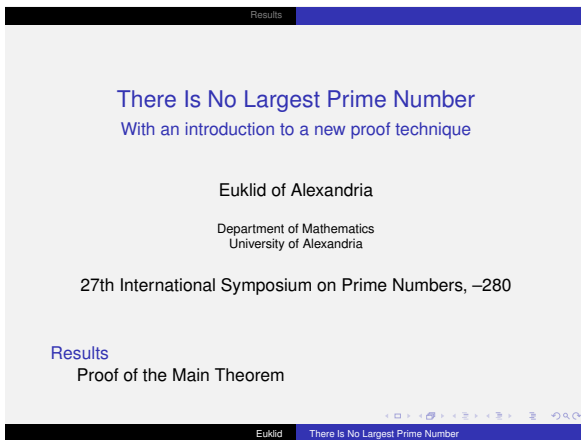 Results
There Is No Largest Prime Number
With an introduction to a new proof technique
Euklid of Alexandria
Department of Mathematics
University of Alexandria
27th International Symposium on Prime Numbers, –280
Results
Proof of the Main Theorem
Euklid There Is No Largest Prime Number